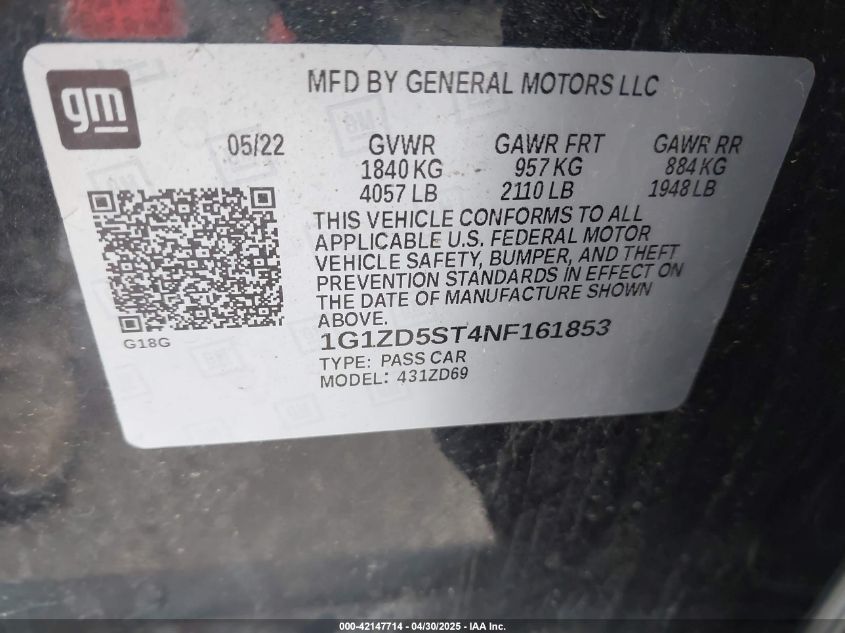 gm
MFD BY GENERAL MOTORS LLC
05/22 GVWR GAWR FRT GAWR RR
1840 KG 957 KG 884 KG
4057 LB 2110 LB 1948 LB
THIS VEHICLE CONFORMS TO ALL
APPLICABLE U.S. FEDERAL MOTOR
VEHICLE SAFETY, BUMPER, AND THEFT
PREVENTION STANDARDS IN EFFECT ON
THE DATE OF MANUFACTURE SHOWN
ABOVE.
G18G
1G1ZD5ST4NF161853
TYPE: PASS CAR
MODEL: 431ZD69
000-42147714 - 04/30/2025 - IAA Inc.